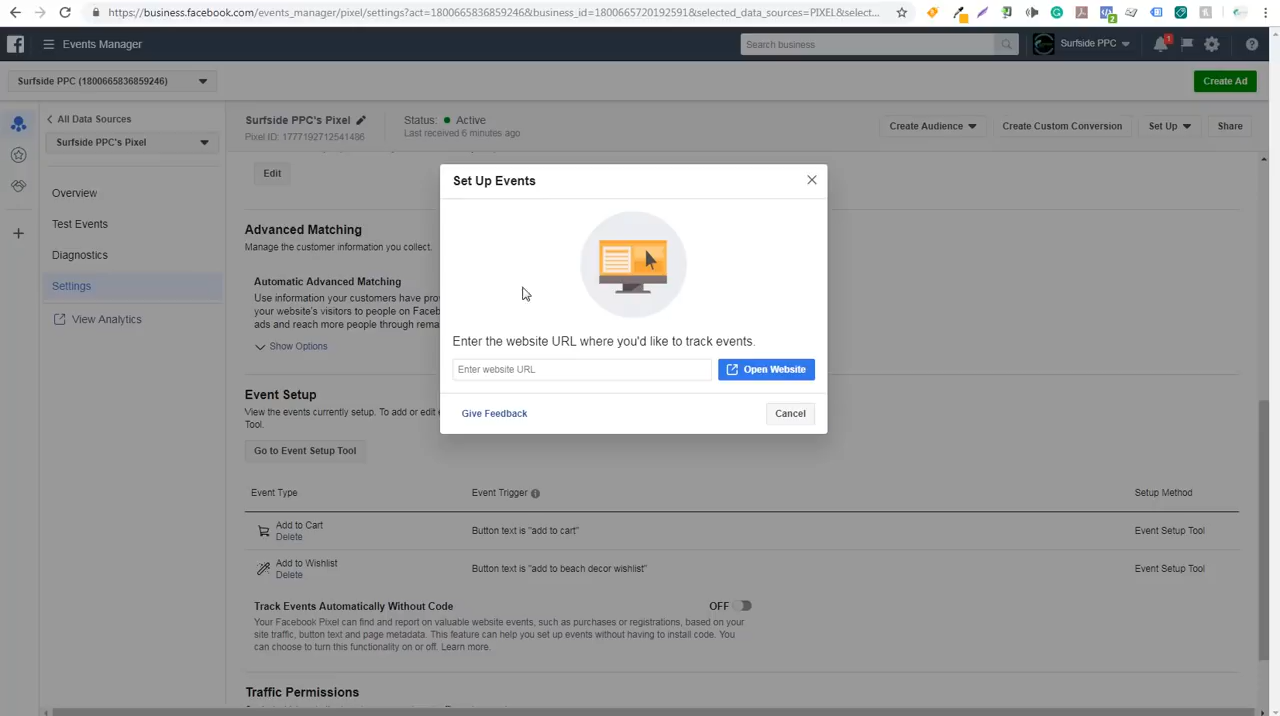 https://business.facebook.com/events_manager/pixel/settings?act=1800665836859246&business_id=1800665720192591&selected_data_sources=PIXEL&select...
2
Events Manager
Search business
Surfside PPC
1
Surfside PPC (1800665836859246)
Create Ad
All Data Sources
Surfside PPC's Pixel
Surfside PPC's Pixel
Pixel ID: 1777192712541486
Status: Active
Last received 6 minutes ago
Create Audience
Create Custom Conversion
Set Up
Share
Overview
Test Events
Diagnostics
Settings
View Analytics
Edit
Advanced Matching
Manage the customer information you collect.
Automatic Advanced Matching
Use information your customers have prov
your website's visitors to people on Faceb
ads and reach more people through rema
Show Options
Event Setup
View the events currently setup. To add or edit e
Tool.
Go to Event Setup Tool
Set Up Events
Enter the website URL where you'd like to track events.
Enter website URL
Open Website
Give Feedback
Cancel
Event Type
Event Trigger
Setup Method
Add to Cart
Delete
Button text is "add to cart"
Event Setup Tool
Add to Wishlist
Delete
Button text is "add to beach decor wishlist"
Event Setup Tool
Track Events Automatically Without Code
OFF
Your Facebook Pixel can find and report on valuable website events, such as purchases or registrations, based on your
site traffic, button text and page metadata. This feature can help you set up events without having to install code. You
can choose to turn this functionality on or off. Learn more.
Traffic Permissions